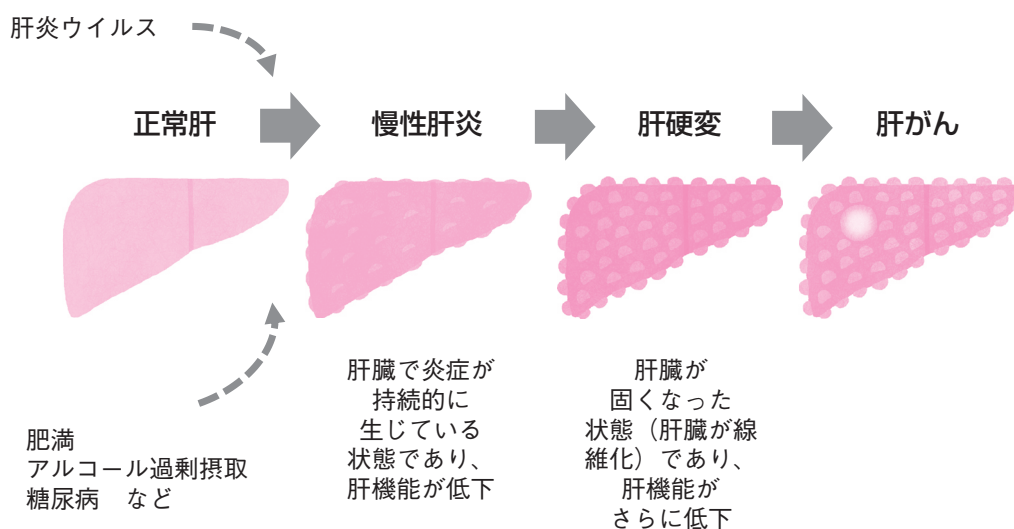 肝炎ウイルス
正常肝
慢性肝炎
肝硬変
肝がん
肝臓で炎症が
持続的に
生じている
状態であり、
肝機能が低下
肝臓が
固くなった
状態（肝臓が線
維化）であり、
肝機能が
さらに低下
肥満
アルコール過剰摂取
糖尿病　など